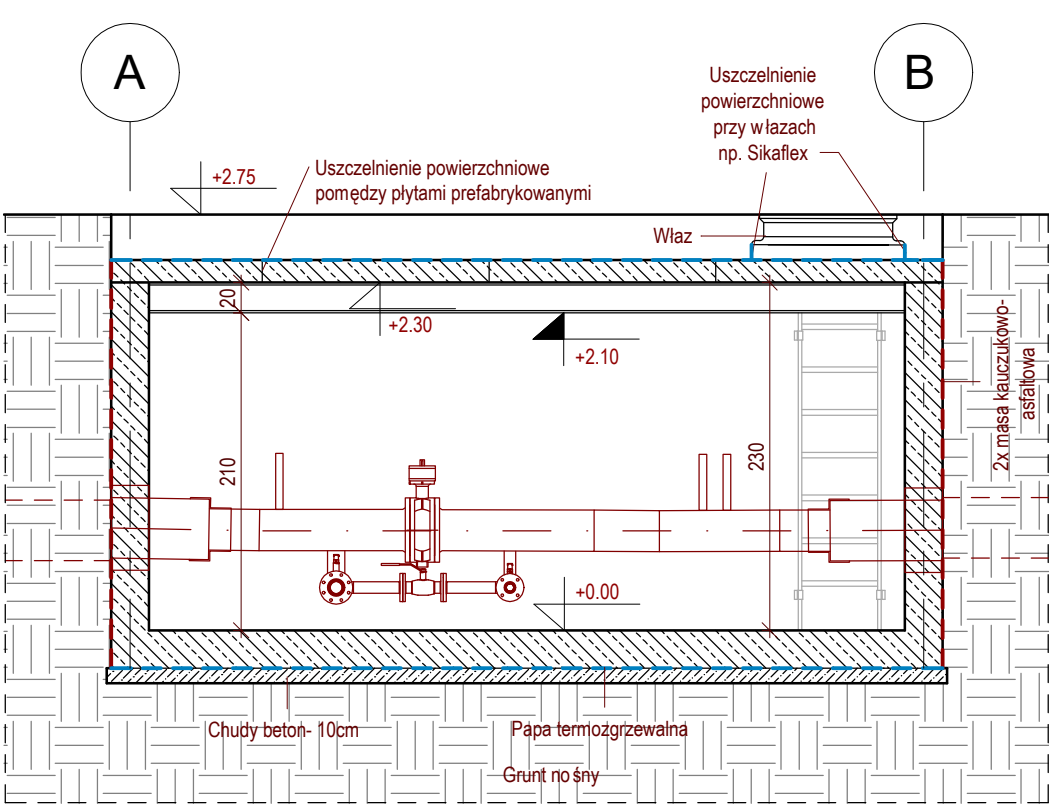 A
B
Uszczelnienie
powierzchniowe
przy włazach
np. Sikaflex
+2.75
Uszczelnienie powierzchniowe
pomędzy płytami prefabrykowanymi
Właz
20
+2.30
+2.10
2x masa kauczukowo-
asfaltowa
210
230
+0.00
Chudy beton- 10cm
Papa termozgrzewalna
Grunt nośny